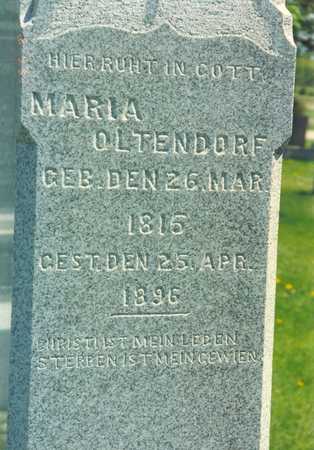 HIER RUHT IN GOTT
MARIA
OLTENDORF
GEB. DEN 26. MAR.
1816
GEST. DEN 25. APR.
1896
CHRISTI IST MEIN LEBEN
STERBEN IST MEIN GEWIEN